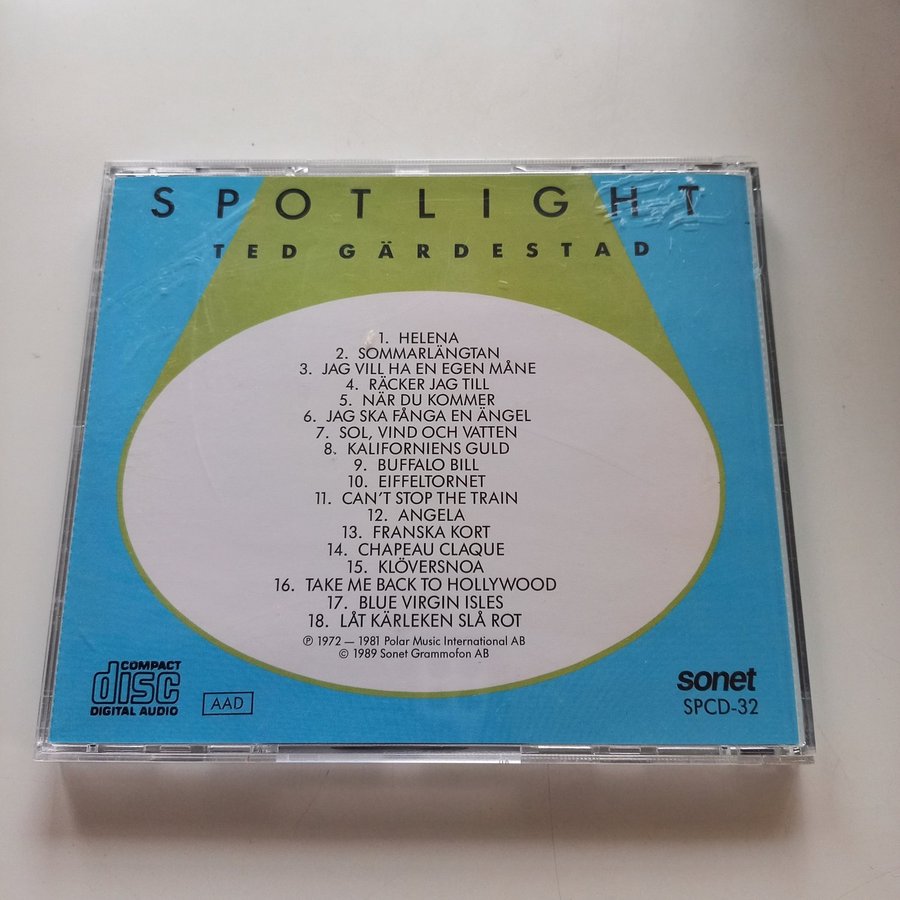 SPOTLIGHT
TED GÄRDESTAD
1. HELENA
2. SOMMARLÄNGTAN
3. JAG VILL HA EN EGEN MÅNE
4. RÄCKER JAG TILL
5. NÄR DU KOMMER
6. JAG SKA FÅNGA EN ÄNGEL
7. SOL, VIND OCH VATTEN
8. KALIFORNIENS GULD
9. BUFFALO BILL
10. EIFFELTORNET
11. CAN'T STOP THE TRAIN
12. ANGELA
13. FRANSKA KORT
14. CHAPEAU CLAQUE
15. KLÖVERSNOA
16. TAKE ME BACK TO HOLLYWOOD
17. BLUE VIRGIN ISLES
18. LÅT KÄRLEKEN SLÅ ROT
℗ 1972 — 1981 Polar Music International AB
© 1989 Sonet Grammofon AB
COMPACT
disc
DIGITAL AUDIO
AAD
sonet
SPCD-32